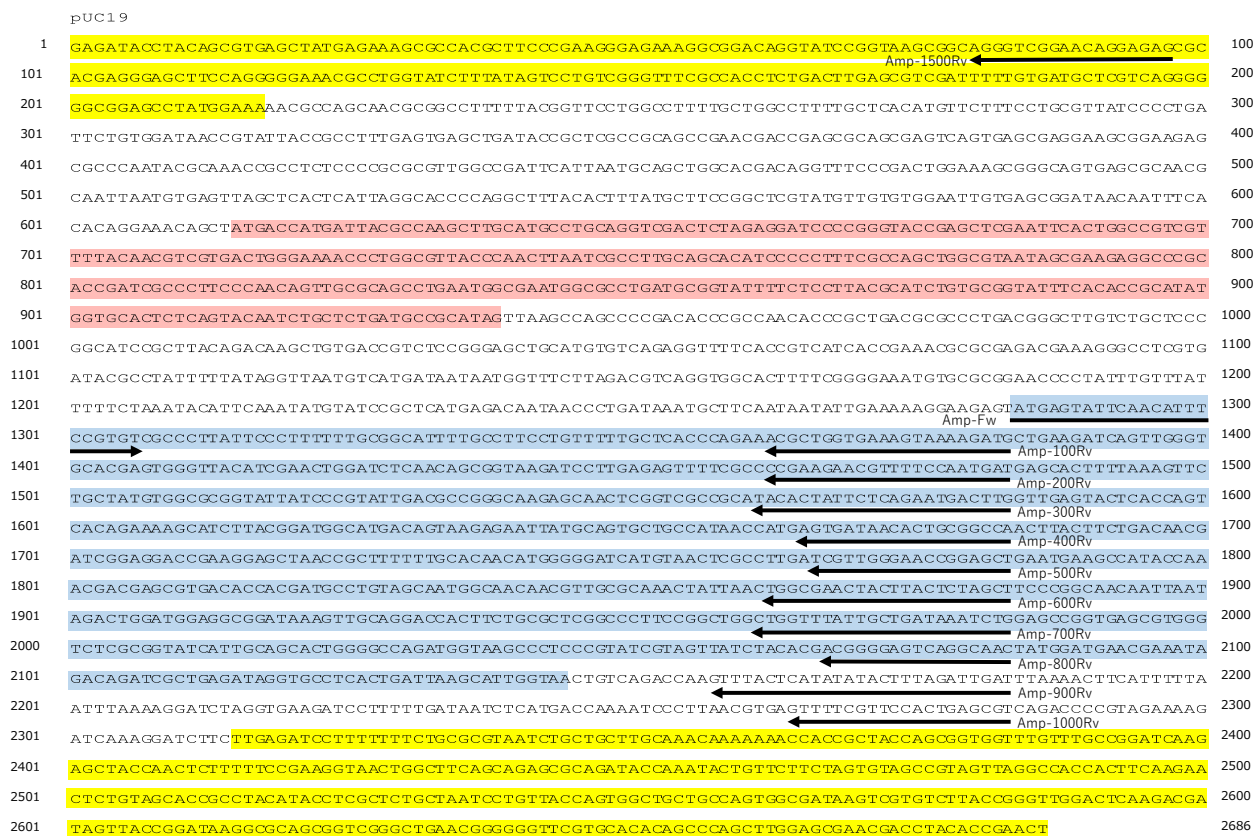 pUC19
1 GAGATACCTACAGCGTGAGCTATGAGAAAGCGCCACGCTTCCCGAAGGGAGAAAGGCGGACAGGTATCCGGTAAGCGGCAGGGTCGGAACAGGAGAGCGC 100
Amp-1500Rv
101 ACGAGGGAGCTTCCAGGGGGAAACGCCTGGTATCTTTATAGTCCTGTCGGGTTTCGCCACCTCTGACTTGAGCGTCGATTTTTGTGATGCTCGTCAGGGG 200
201 GGCGGAGCCTATGGAAAAACGCCAGCAACGCGGCCTTTTTACGGTTCCTGGCCTTTTGCTGGCCTTTTGCTCACATGTTCTTTCCTGCGTTATCCCCTGA 300
301 TTCTGTGGATAACCGTATTACCGCCTTTGAGTGAGCTGATACCGCTCGCCGCAGCCGAACGACCGAGCGCAGCGAGTCAGTGAGCGAGGAAGCGGAAGAG 400
401 CGCCCAATACGCAAACCGCCTCTCCCCGCGCGTTGGCCGATTCATTAATGCAGCTGGCACGACAGGTTTCCCGACTGGAAAGCGGGCAGTGAGCGCAACG 500
501 CAATTAATGTGAGTTAGCTCACTCATTAGGCACCCCAGGCTTTACACTTTATGCTTCCGGCTCGTATGTTGTGTGGAATTGTGAGCGGATAACAATTTCA 600
601 CACAGGAAACAGCTATGACCATGATTACGCCAAGCTTGCATGCCTGCAGGTCGACTCTAGAGGATCCCCGGGTACCGAGCTCGAATTCACTGGCCGTCGT 700
701 TTTACAACGTCGTGACTGGGAAAACCCTGGCGTTACCCAACTTAATCGCCTTGCAGCACATCCCCCTTTCGCCAGCTGGCGTAATAGCGAAGAGGCCCGC 800
801 ACCGATCGCCCTTCCCAACAGTTGCGCAGCCTGAATGGCGAATGGCGCCTGATGCGGTATTTTCTCCTTACGCATCTGTGCGGTATTTCACACCGCATAT 900
901 GGTGCACTCTCAGTACAATCTGCTCTGATGCCGCATAGTTAAGCCAGCCCCGACACCCGCCAACACCCGCTGACGCGCCCTGACGGGCTTGTCTGCTCCC 1000
1001 GGCATCCGCTTACAGACAAGCTGTGACCGTCTCCGGGAGCTGCATGTGTCAGAGGTTTTCACCGTCATCACCGAAACGCGCGAGACGAAAGGGCCTCGTG 1100
1101 ATACGCCTATTTTTATAGGTTAATGTCATGATAATAATGGTTTCTTAGACGTCAGGTGGCACTTTTCGGGGAAATGTGCGCGGAACCCCTATTTGTTTAT 1200
1201 TTTTCTAAATACATTCAAATATGTATCCGCTCATGAGACAATAACCCTGATAAATGCTTCAATAATATTGAAAAAGGAAGAGTATGAGTATTCAACATTT 1300
Amp-Fw
1301 CCGTGTCGCCCTTATTCCCTTTTTTGCGGCATTTTGCCTTCCTGTTTTTGCTCACCCAGAAACGCTGGTGAAAGTAAAAGATGCTGAAGATCAGTTGGGT 1400
Amp-100Rv
1401 GCACGAGTGGGTTACATCGAACTGGATCTCAACAGCGGTAAGATCCTTGAGAGTTTTCGCCCCGAAGAACGTTTTCCAATGATGAGCACTTTTAAAGTTC 1500
Amp-200Rv
1501 TGCTATGTGGCGCGGTATTATCCCGTATTGACGCCGGGCAAGAGCAACTCGGTCGCCGCATACACTATTCTCAGAATGACTTGGTTGAGTACTCACCAGT 1600
Amp-300Rv
1601 CACAGAAAAGCATCTTACGGATGGCATGACAGTAAGAGAATTATGCAGTGCTGCCATAACCATGAGTGATAACACTGCGGCCAACTTACTTCTGACAACG 1700
Amp-400Rv
1701 ATCGGAGGACCGAAGGAGCTAACCGCTTTTTTGCACAACATGGGGGATCATGTAACTCGCCTTGATCGTTGGGAACCGGAGCTGAATGAAGCCATACCAA 1800
Amp-500Rv
1801 ACGACGAGCGTGACACCACGATGCCTGTAGCAATGGCAACAACGTTGCGCAAACTATTAACTGGCGAACTACTTACTCTAGCTTCCCGGCAACAATTAAT 1900
Amp-600Rv
1901 AGACTGGATGGAGGCGGATAAAGTTGCAGGACCACTTCTGCGCTCGGCCCTTCCGGCTGGCTGGTTTATTGCTGATAAATCTGGAGCCGGTGAGCGTGGG 2000
Amp-700Rv
2000 TCTCGCGGTATCATTGCAGCACTGGGGCCAGATGGTAAGCCCTCCCGTATCGTAGTTATCTACACGACGGGGAGTCAGGCAACTATGGATGAACGAAATA 2100
Amp-800Rv
2101 GACAGATCGCTGAGATAGGTGCCTCACTGATTAAGCATTGGTAACTGTCAGACCAAGTTTACTCATATATACTTTAGATTGATTTAAAACTTCATTTTTA 2200
Amp-900Rv
2201 ATTTAAAAGGATCTAGGTGAAGATCCTTTTTGATAATCTCATGACCAAAATCCCTTAACGTGAGTTTTCGTTCCACTGAGCGTCAGACCCCGTAGAAAAG 2300
Amp-1000Rv
2301 ATCAAAGGATCTTCTTGAGATCCTTTTTTTCTGCGCGTAATCTGCTGCTTGCAAACAAAAAAACCACCGCTACCAGCGGTGGTTTGTTTGCCGGATCAAG 2400
2401 AGCTACCAACTCTTTTTCCGAAGGTAACTGGCTTCAGCAGAGCGCAGATACCAAATACTGTTCTTCTAGTGTAGCCGTAGTTAGGCCACCACTTCAAGAA 2500
2501 CTCTGTAGCACCGCCTACATACCTCGCTCTGCTAATCCTGTTACCAGTGGCTGCTGCCAGTGGCGATAAGTCGTGTCTTACCGGGTTGGACTCAAGACGA 2600
2601 TAGTTACCGGATAAGGCGCAGCGGTCGGGCTGAACGGGGGGTTCGTGCACACAGCCCAGCTTGGAGCGAACGACCTACACCGAACT 2686